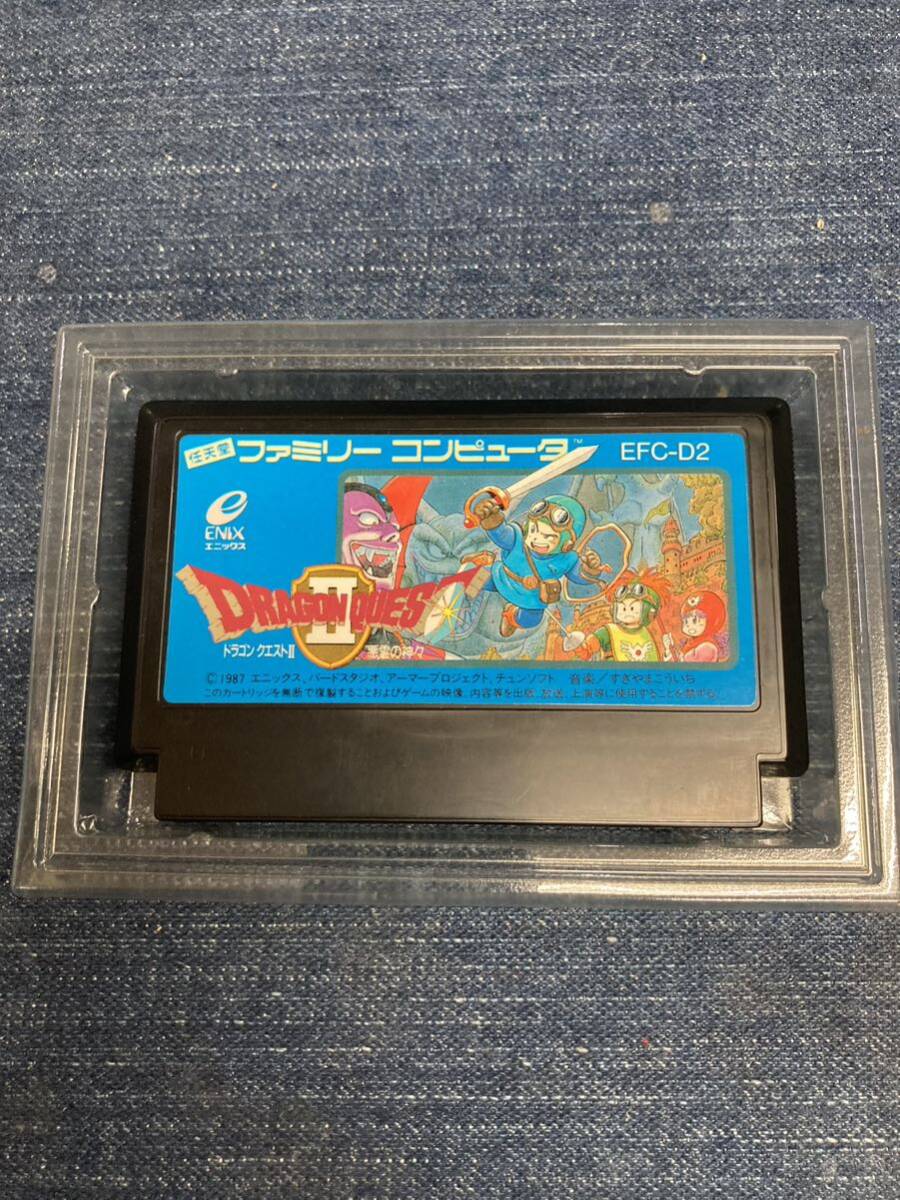 任天堂 ファミリー コンピュータ™ EFC-D2
ENIX
エニックス
DRAGON QUEST
II
ドラゴン クエストII 悪霊の神々
© 1987 エニックス、バードスタジオ、アーマープロジェクト、チュンソフト 音楽/すぎやまこういち
このカートリッジを無断で複製することおよびゲームの映像、内容等を出版、放送、上演等に使用することを禁ずる。